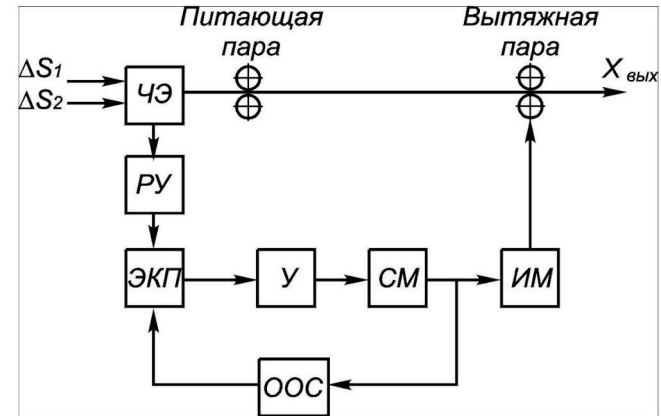 Питающая
пара
Вытяжная
пара
ΔS1
ΔS2
ЧЭ
X вых
РУ
ЭКП
У
СМ
ИМ
ООС